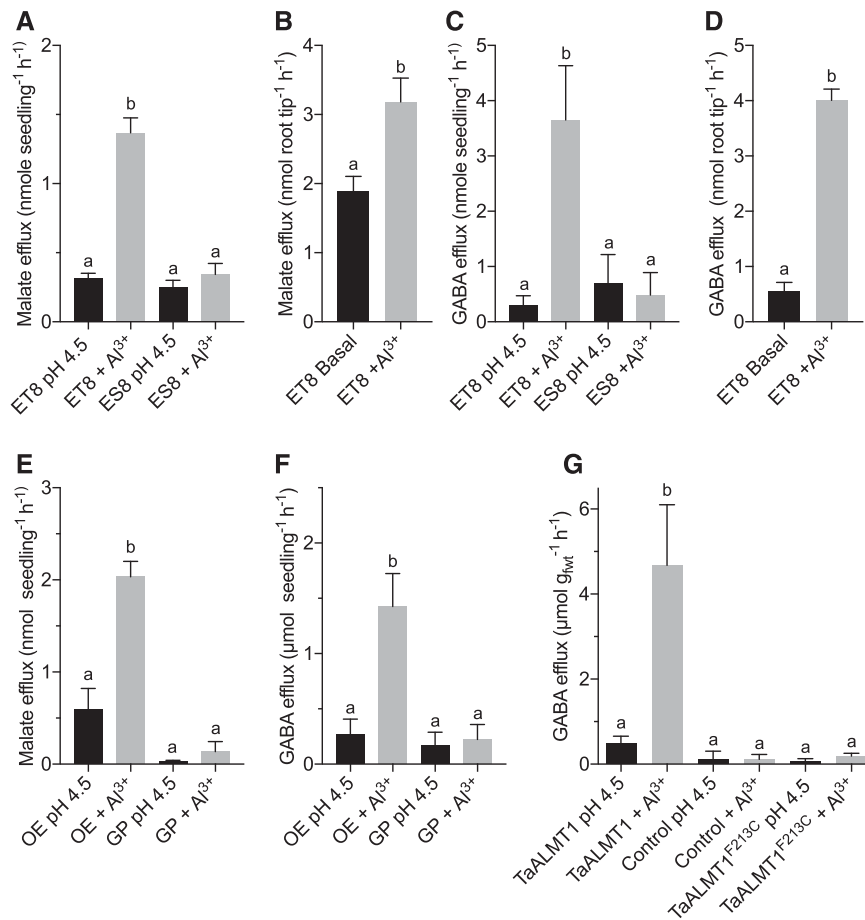 A
Malate efflux (nmole seedling⁻¹ h⁻¹)
2
1
0
a
b
a
a
ET8 pH 4.5
ET8 + Al³⁺
ES8 pH 4.5
ES8 + Al³⁺
B
Malate efflux (nmol root tip⁻¹ h⁻¹)
4
3
2
1
0
a
b
ET8 Basal
ET8 +Al³⁺
C
GABA efflux (nmole seedling⁻¹ h⁻¹)
5
4
3
2
1
0
a
b
a
a
ET8 pH 4.5
ET8 + Al³⁺
ES8 pH 4.5
ES8 +Al³⁺
D
GABA efflux (nmol root tip⁻¹ h⁻¹)
5
4
3
2
1
0
a
b
ET8 Basal
ET8 +Al³⁺
E
Malate efflux (nmol seedling⁻¹ h⁻¹)
3
2
1
0
a
b
a
a
OE pH 4.5
OE + Al³⁺
GP pH 4.5
GP + Al³⁺
F
GABA efflux (µmol seedling⁻¹ h⁻¹)
2
1
0
a
b
a
a
OE pH 4.5
OE + Al³⁺
GP pH 4.5
GP + Al³⁺
G
GABA efflux (µmol g_fwt⁻¹ h⁻¹)
6
4
2
0
a
b
a
a
a
a
TaALMT1 pH 4.5
TaALMT1 + Al³⁺
Control pH 4.5
Control + Al³⁺
TaALMT1^F213C pH 4.5
TaALMT1^F213C + Al³⁺